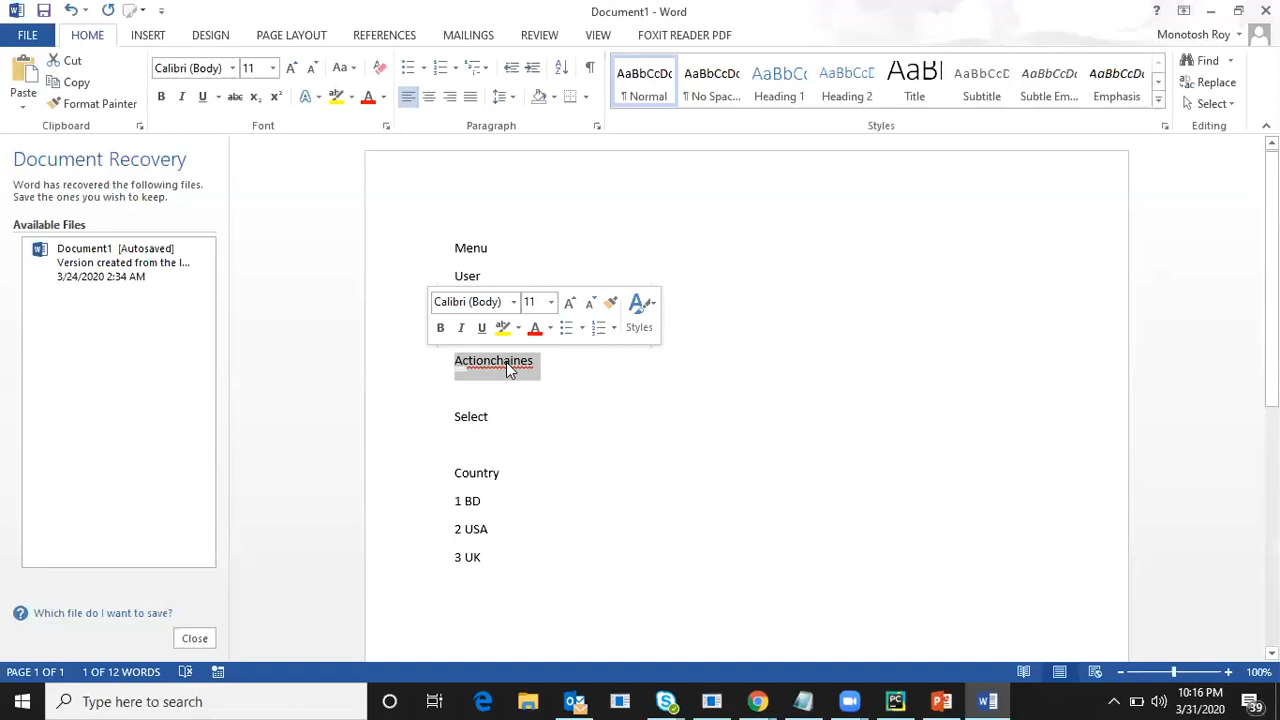 Document1 - Word
FILE HOME INSERT DESIGN PAGE LAYOUT REFERENCES MAILINGS REVIEW VIEW FOXIT READER PDF Monotosh Roy
Paste Cut Copy Format Painter
Clipboard
Calibri (Body) 11
Font
Paragraph
AaBbCcDc AaBbCcDc AaBbCc AaBbCcD AaBl AaBbCcD AaBbCcDc AaBbCcDc
¶ Normal ¶ No Spac... Heading 1 Heading 2 Title Subtitle Subtle Em... Emphasis
Styles
Find
Replace
Select
Editing
Document Recovery
Word has recovered the following files.
Save the ones you wish to keep.
Available Files
Document1 [Autosaved]
Version created from the l...
3/24/2020 2:34 AM
Which file do I want to save?
Close
Menu
User
Calibri (Body) 11
B I U Styles
Actionchaines
Select
Country
1 BD
2 USA
3 UK
PAGE 1 OF 1 1 OF 12 WORDS 100%
Type here to search
10:16 PM
3/31/2020
39